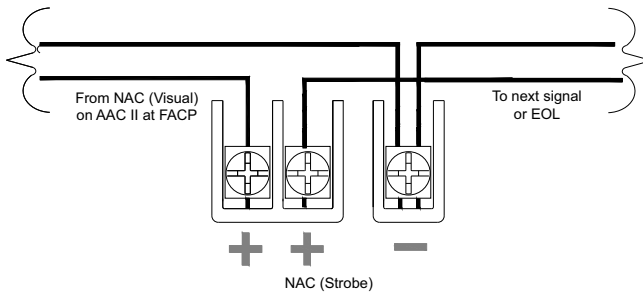 From NAC (Visual)
on AAC II at FACP
To next signal
or EOL
+ + −
NAC (Strobe)